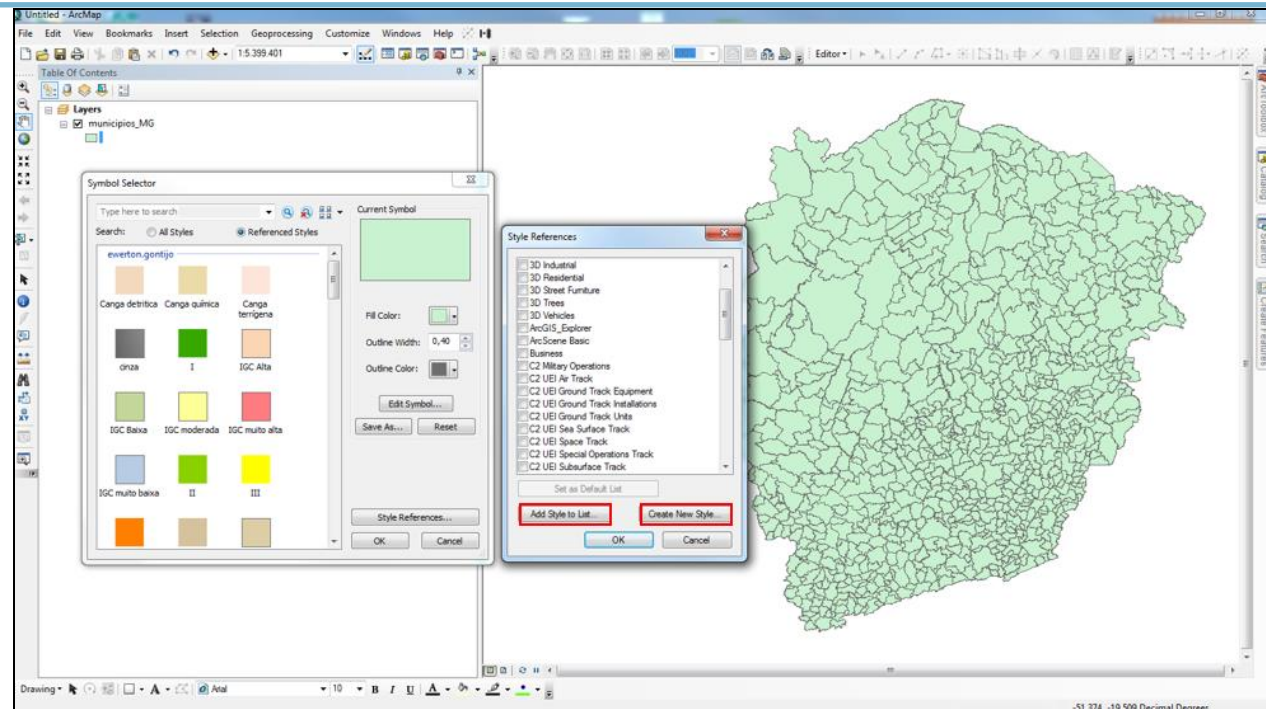 Untitled - ArcMap
File Edit View Bookmarks Insert Selection Geoprocessing Customize Windows Help
1:5.399.401
Editor
Table Of Contents
Layers
municipios_MG
Symbol Selector
Type here to search
Search: All Styles Referenced Styles
ewerton.gontijo
Canga detrítica Canga química Canga terrígena
cinza I IGC Alta
IGC Baixa IGC moderada IGC muito alta
IGC muito baixa II III
Current Symbol
Fill Color:
Outline Width: 0,40
Outline Color:
Edit Symbol...
Save As... Reset
Style References...
OK Cancel
Style References
3D Industrial
3D Residential
3D Street Furniture
3D Trees
3D Vehicles
ArcGIS_Explorer
ArcScene Basic
Business
C2 Military Operations
C2 UEI Air Track
C2 UEI Ground Track Equipment
C2 UEI Ground Track Installations
C2 UEI Ground Track Units
C2 UEI Sea Surface Track
C2 UEI Space Track
C2 UEI Special Operations Track
C2 UEI Subsurface Track
Set as Default List
Add Style to List... Create New Style...
OK Cancel
ArcToolbox
Catalog
Search
Create Features
Drawing Arial 10 B I U A
-51,374 -19,509 Decimal Degrees